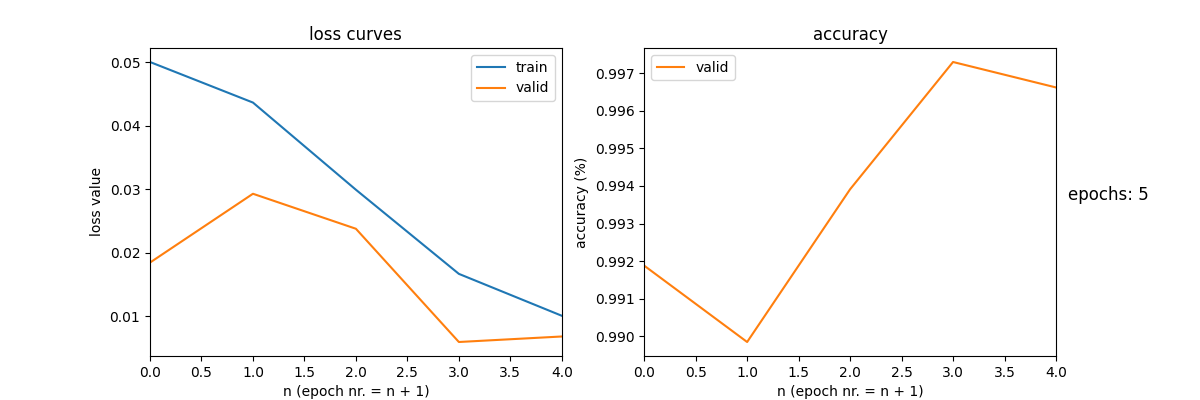 loss curves
train
valid
0.05
0.04
0.03
0.02
0.01
loss value
0.0 0.5 1.0 1.5 2.0 2.5 3.0 3.5 4.0
n (epoch nr. = n + 1)
accuracy
valid
0.997
0.996
0.995
0.994
0.993
0.992
0.991
0.990
accuracy (%)
0.0 0.5 1.0 1.5 2.0 2.5 3.0 3.5 4.0
n (epoch nr. = n + 1)
epochs: 5